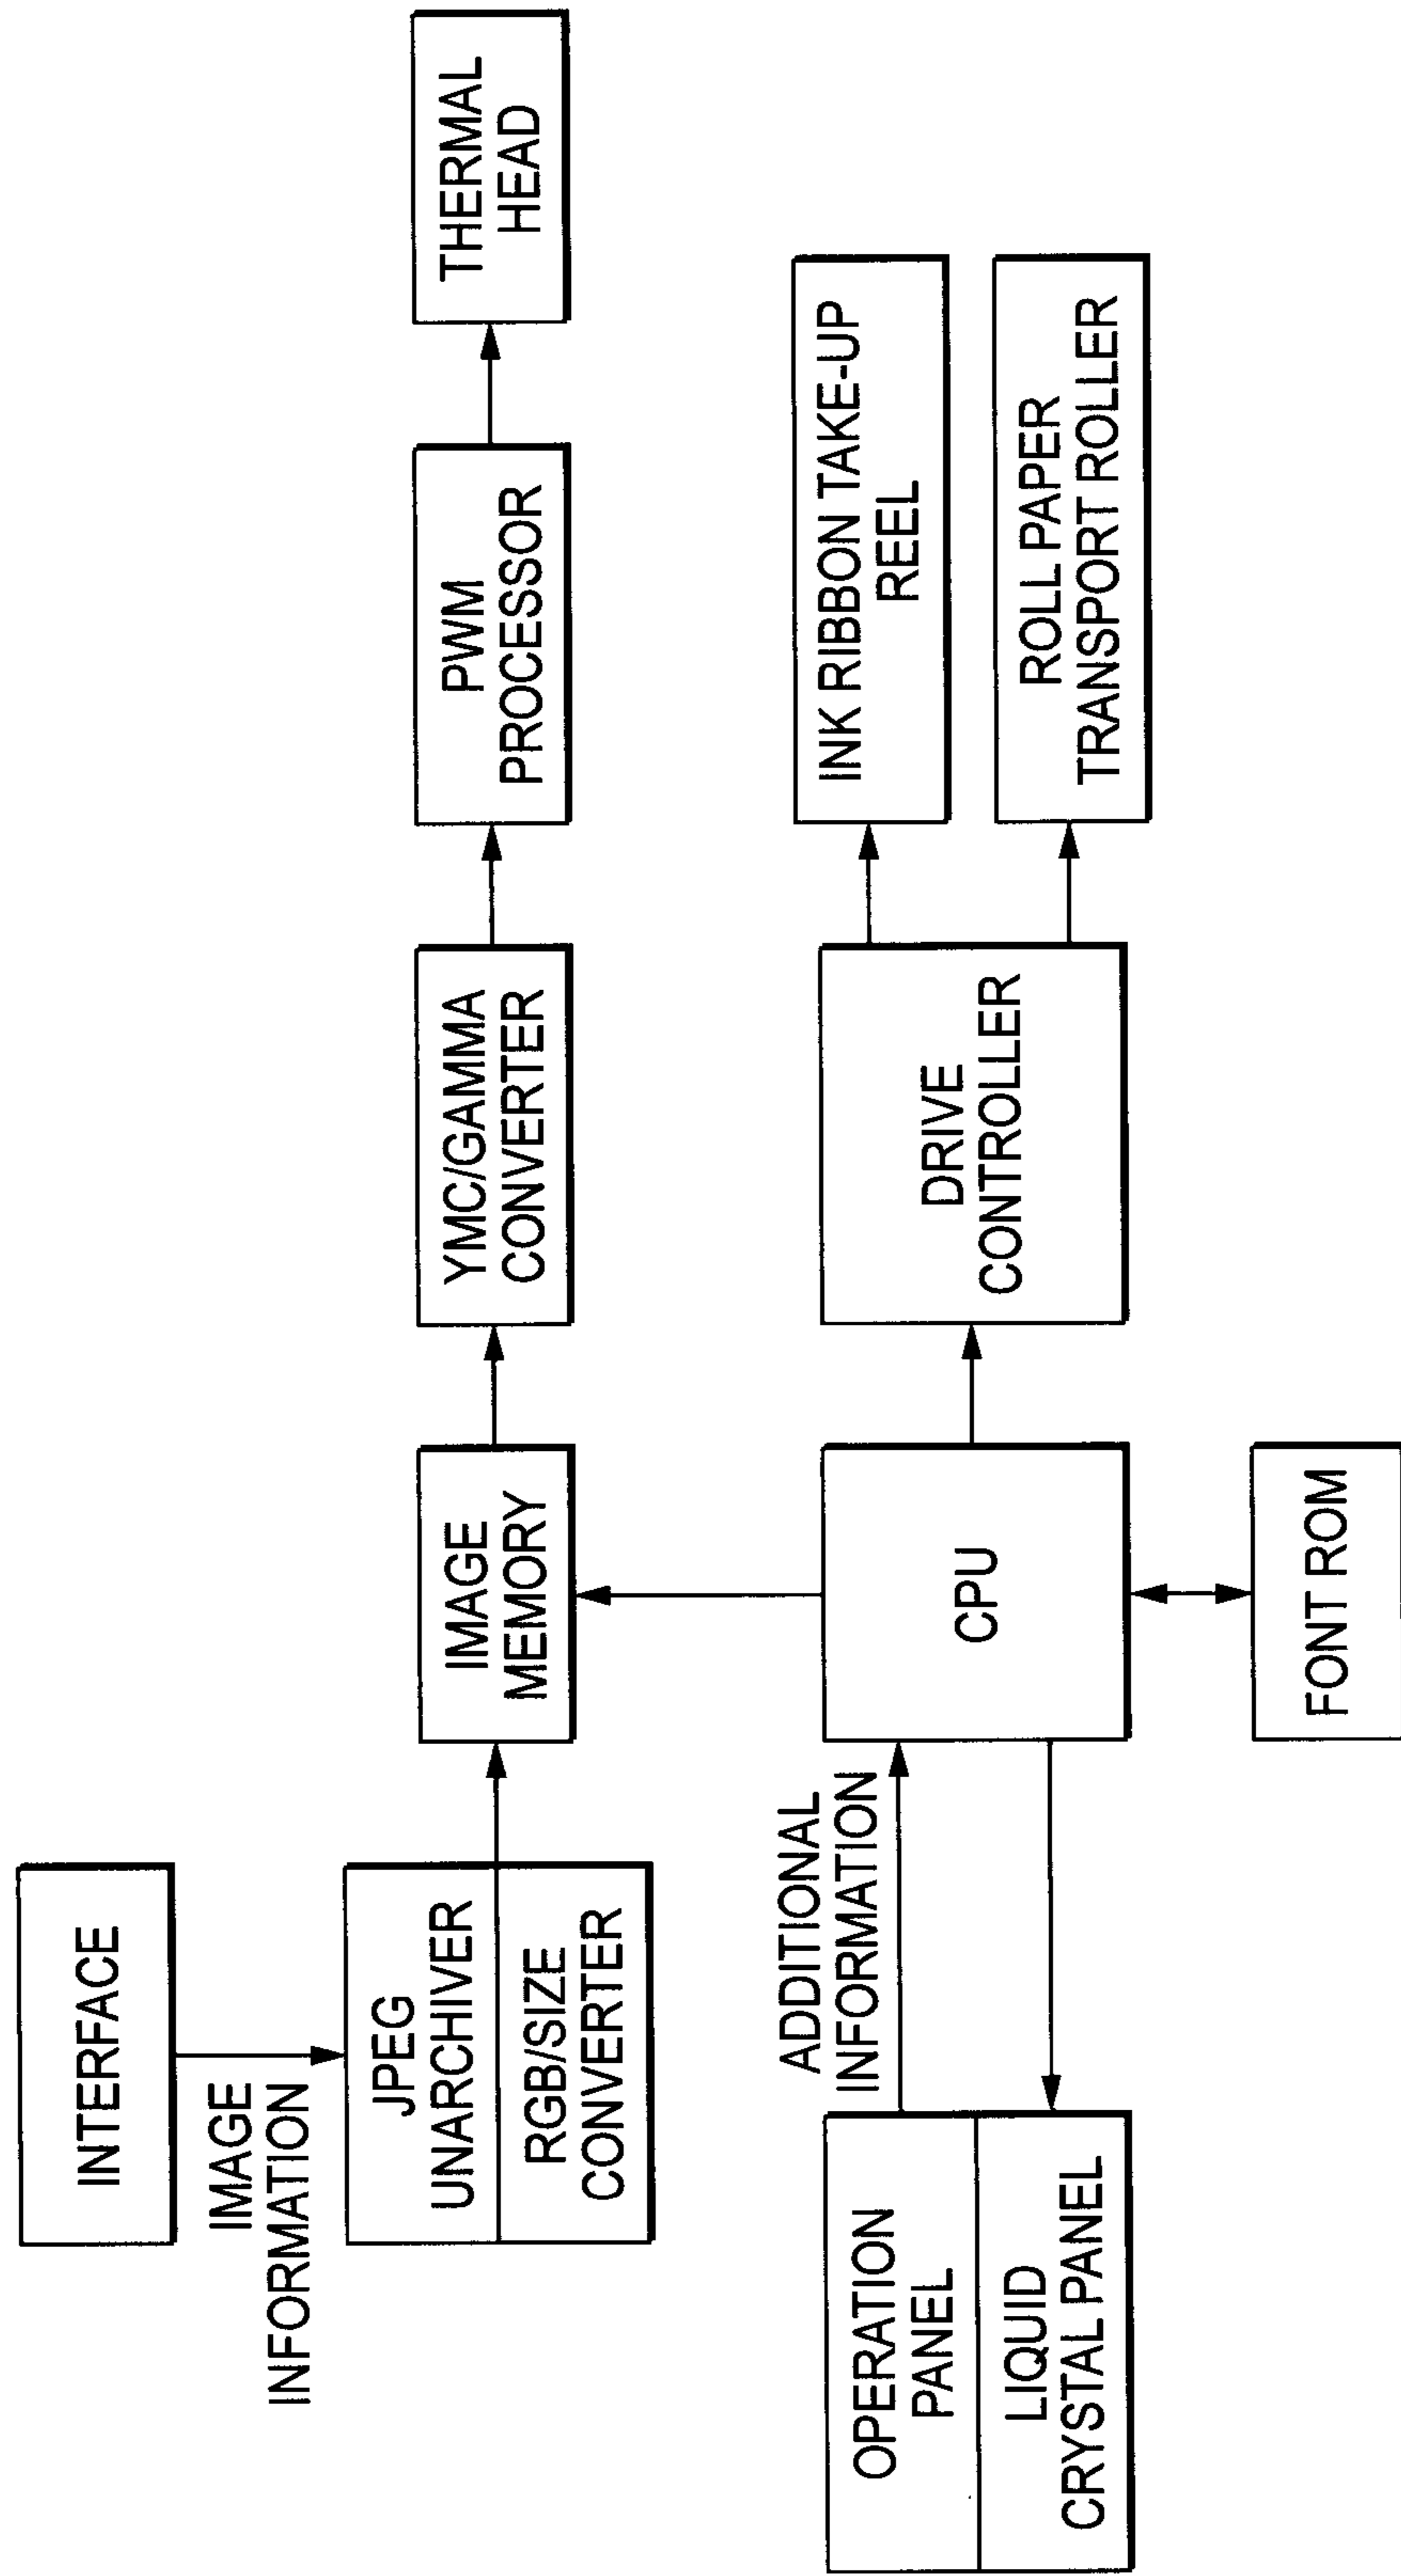 INTERFACE
IMAGE
INFORMATION
JPEG
UNARCHIVER
RGB/SIZE
CONVERTER
IMAGE
MEMORY
YMC/GAMMA
CONVERTER
PWM
PROCESSOR
THERMAL
HEAD
OPERATION
PANEL
LIQUID
CRYSTAL PANEL
ADDITIONAL
INFORMATION
CPU
FONT ROM
DRIVE
CONTROLLER
INK RIBBON TAKE-UP
REEL
ROLL PAPER
TRANSPORT ROLLER